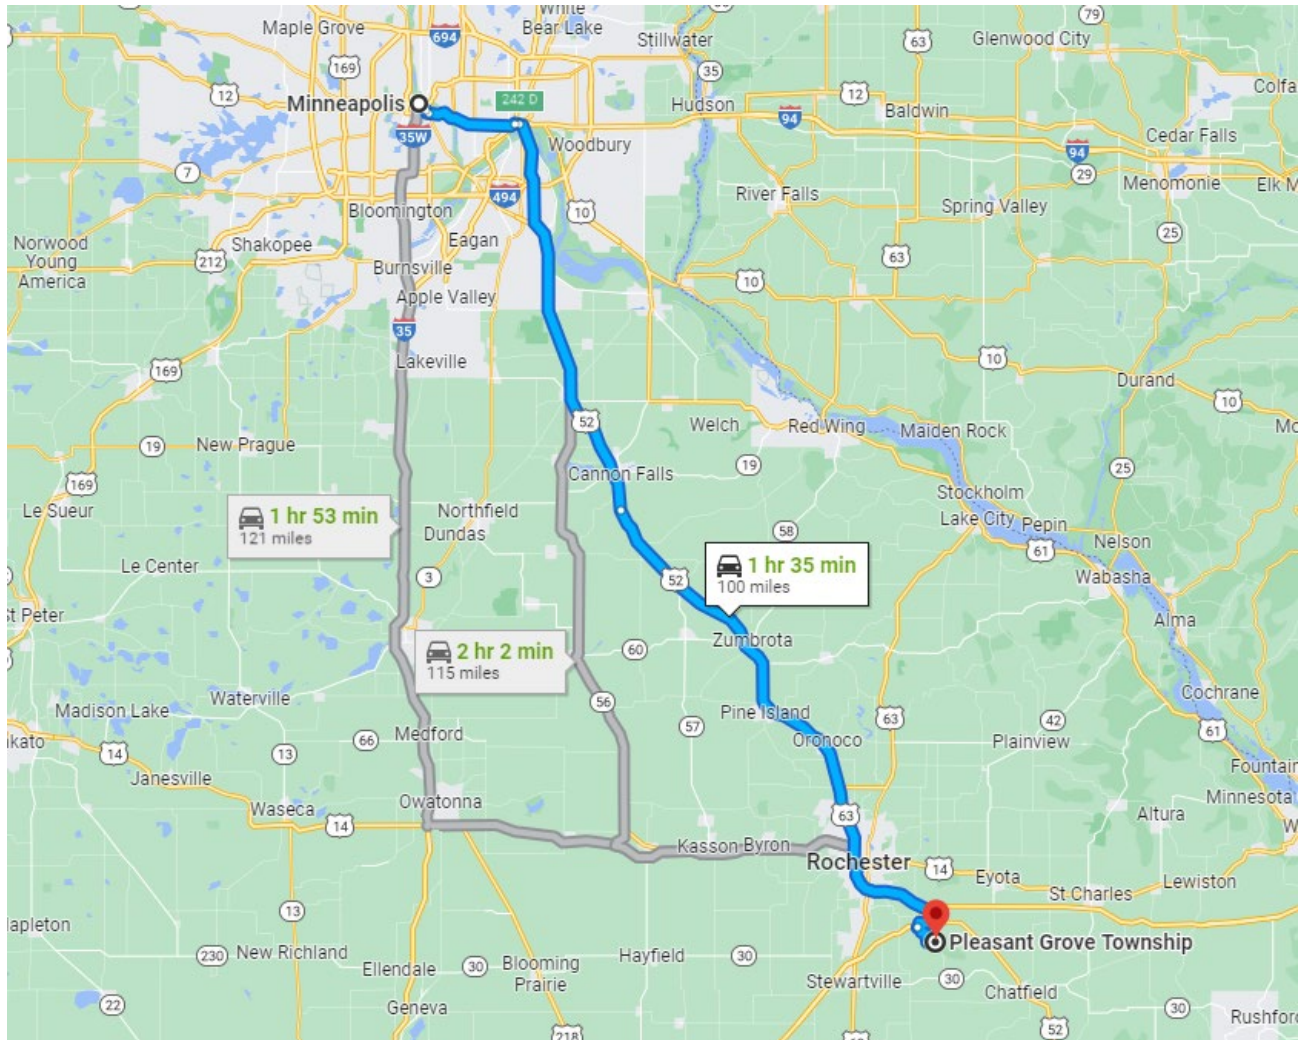 White
Bear Lake
Maple Grove
694
79
Glenwood City
63
Stillwater
169
35
12
12
Colfa
Minneapolis
242 D
Hudson
Baldwin
94
35W
Woodbury
Cedar Falls
94
7
29
Menomonie
Elk M
494
River Falls
Bloomington
10
Spring Valley
25
Norwood
Young
America
Shakopee
Eagan
212
63
Burnsville
10
Apple Valley
35
Lakeville
169
10
Durand
10
52
Welch
Red Wing
Maiden Rock
Mo
19
New Prague
19
25
Cannon Falls
169
Stockholm
Le Sueur
1 hr 53 min
121 miles
Northfield
Dundas
58
Lake City
Pepin
61
Nelson
Le Center
3
52
1 hr 35 min
100 miles
Wabasha
St Peter
Alma
Zumbrota
2 hr 2 min
115 miles
60
Waterville
56
Cochrane
Madison Lake
Pine Island
63
42
61
kato
14
13
66
Medford
57
Oronoco
Plainview
Janesville
Fountain
Owatonna
Minnesota
Waseca
14
63
Altura
W
Kasson
Byron
Rochester
14
Eyota
St Charles
Lewiston
13
apleton
Pleasant Grove Township
230
New Richland
Hayfield
30
Ellendale
30
Blooming
Prairie
Stewartville
30
Chatfield
22
Geneva
30
Rushford
218
63
52